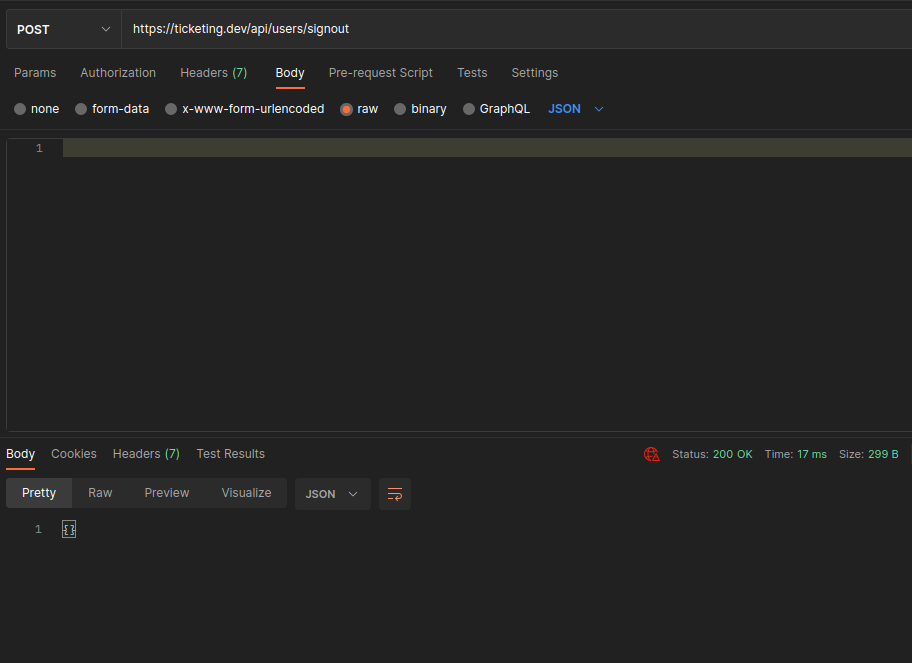 POST https://ticketing.dev/api/users/signout
Params Authorization Headers (7) Body Pre-request Script Tests Settings
none form-data x-www-form-urlencoded raw binary GraphQL JSON
1
Body Cookies Headers (7) Test Results Status: 200 OK Time: 17 ms Size: 299 B
Pretty Raw Preview Visualize JSON
1 {}